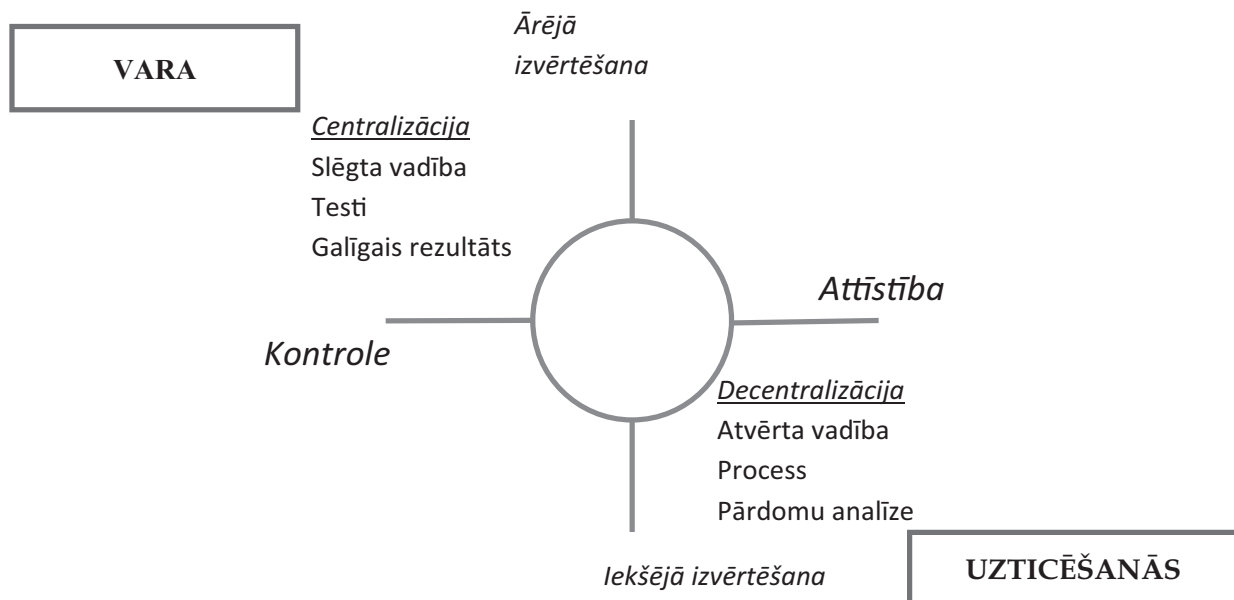 Ārējā
izvērtēšana
VARA
Centralizācija
Slēgta vadība
Testi
Galīgais rezultāts
Attīstība
Kontrole
Decentralizācija
Atvērta vadība
Process
Pārdomu analīze
Iekšējā izvērtēšana
UZTICĒŠANĀS